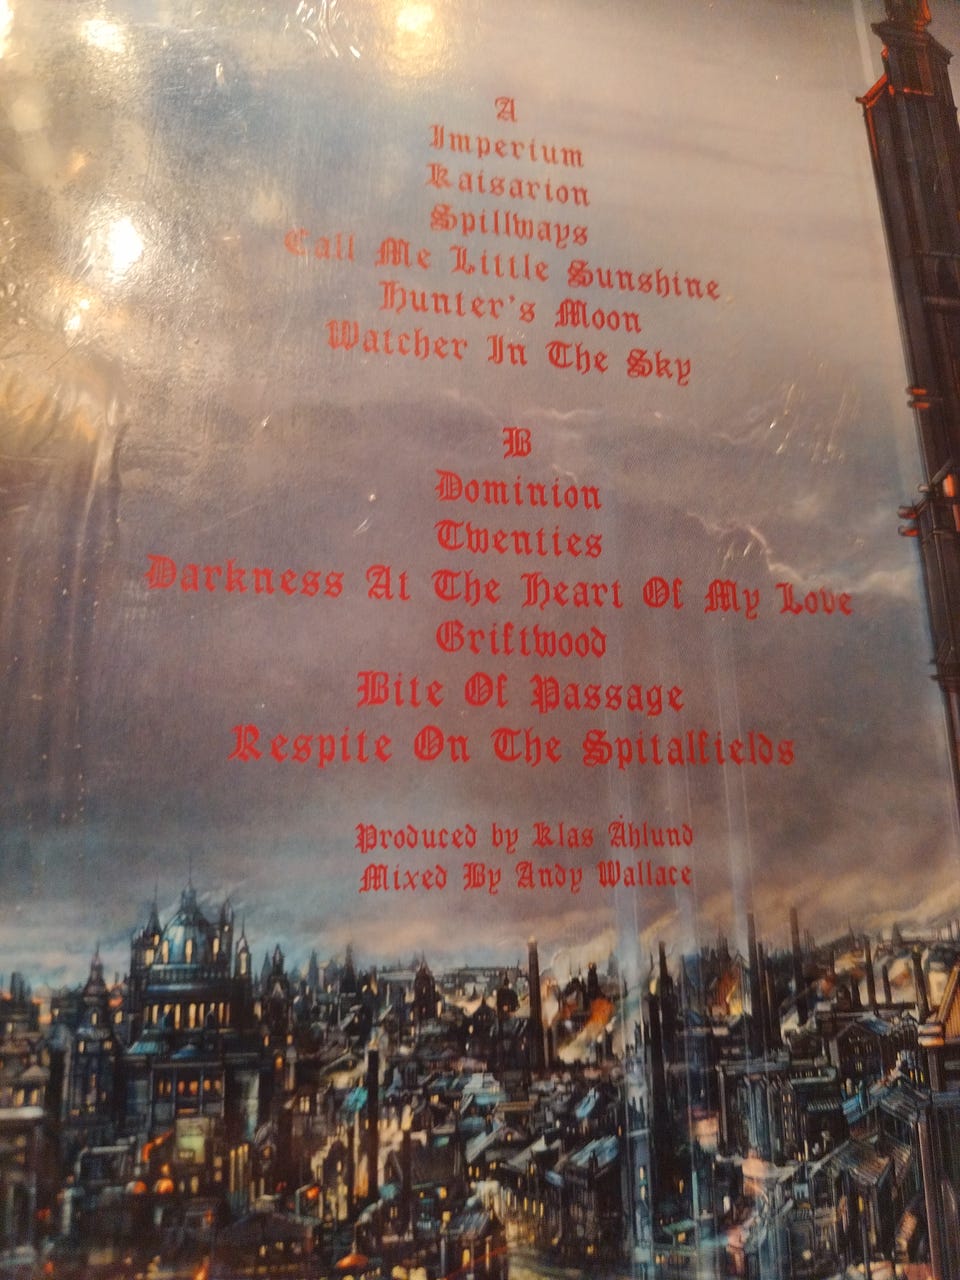 A
Imperium
Kaisarion
Spillways
Call Me Little Sunshine
Hunter's Moon
Watcher In The Sky
B
Dominion
Twenties
Darkness At The Heart Of My Love
Griftwood
Bite Of Passage
Respite On The Spitalfields
Produced by Klas Åhlund
Mixed By Andy Wallace